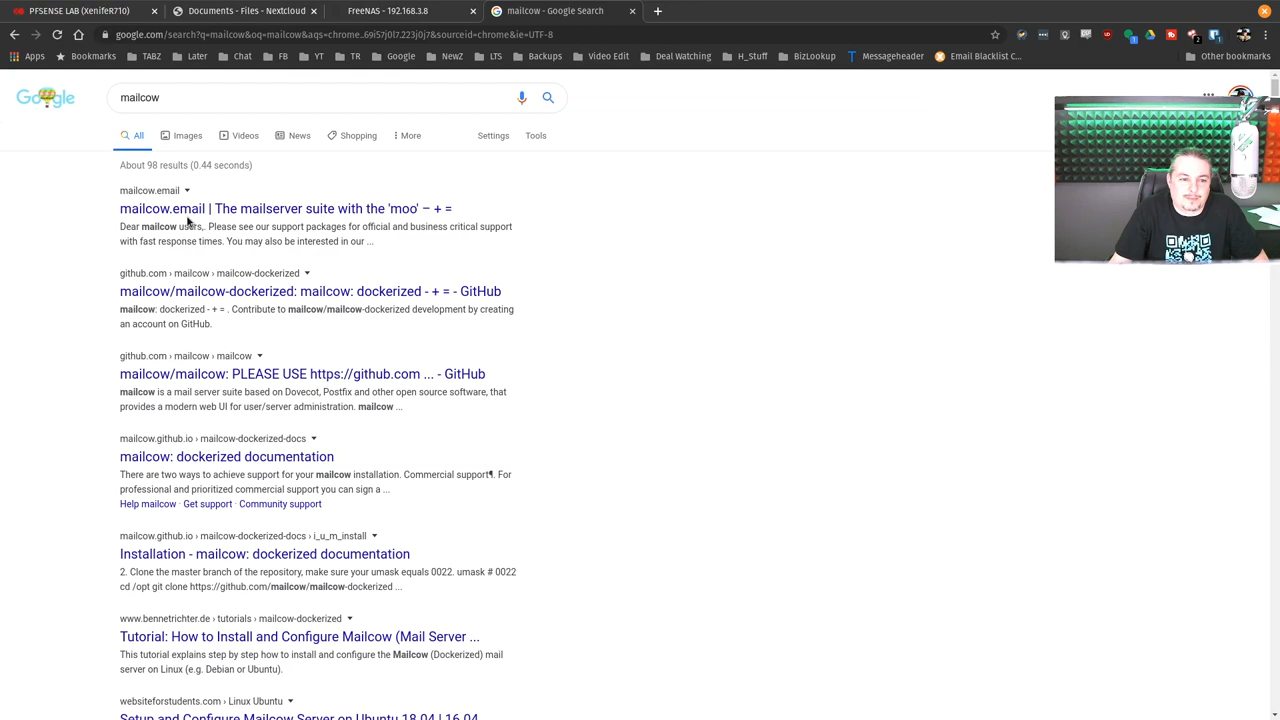 PFSENSE LAB (Xenifer710)
Documents - Files - Nextcloud
FreeNAS - 192.168.3.8
mailcow - Google Search
google.com/search?q=mailcow&oq=mailcow&aqs=chrome..69i57j0l7.223j0j7&sourceid=chrome&ie=UTF-8
Apps
Bookmarks
TABZ
Later
Chat
FB
YT
TR
Google
NewZ
LTS
Backups
Video Edit
Deal Watching
H_Stuff
BizLookup
Messageheader
Email Blacklist C...
Other bookmarks
Google
mailcow
All
Images
Videos
News
Shopping
More
Settings
Tools
About 98 results (0.44 seconds)
mailcow.email
mailcow.email | The mailserver suite with the 'moo' – + =
Dear mailcow users,. Please see our support packages for official and business critical support
with fast response times. You may also be interested in our ...
github.com › mailcow › mailcow-dockerized
mailcow/mailcow-dockerized: mailcow: dockerized - + = - GitHub
mailcow: dockerized - + = . Contribute to mailcow/mailcow-dockerized development by creating
an account on GitHub.
github.com › mailcow › mailcow
mailcow/mailcow: PLEASE USE https://github.com ... - GitHub
mailcow is a mail server suite based on Dovecot, Postfix and other open source software, that
provides a modern web UI for user/server administration. mailcow ...
mailcow.github.io › mailcow-dockerized-docs
mailcow: dockerized documentation
There are two ways to achieve support for your mailcow installation. Commercial support¶. For
professional and prioritized commercial support you can sign a ...
Help mailcow · Get support · Community support
mailcow.github.io › mailcow-dockerized-docs › i_u_m_install
Installation - mailcow: dockerized documentation
2. Clone the master branch of the repository, make sure your umask equals 0022. umask # 0022
cd /opt git clone https://github.com/mailcow/mailcow-dockerized ...
www.bennetrichter.de › tutorials › mailcow-dockerized
Tutorial: How to Install and Configure Mailcow (Mail Server ...
This tutorial explains step by step how to install and configure the Mailcow (Dockerized) mail
server on Linux (e.g. Debian or Ubuntu).
websiteforstudents.com › Linux Ubuntu
Setup and Configure Mailcow Server on Ubuntu 18.04 | 16.04